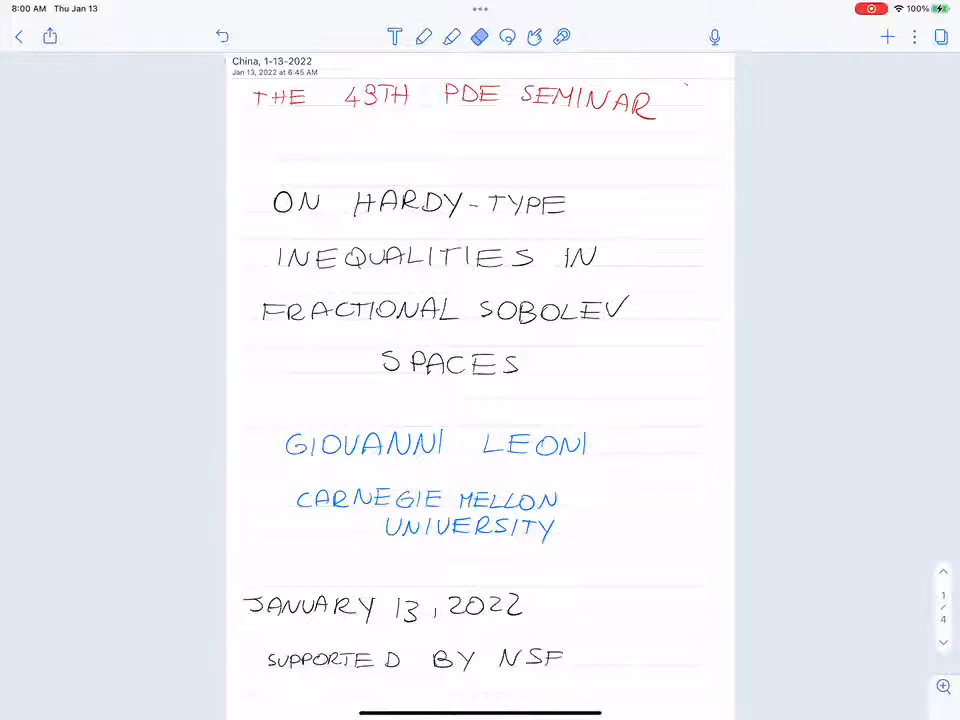 8:00 AM Thu Jan 13
100%
China, 1-13-2022
Jan 13, 2022 at 6:45 AM
THE 49TH PDE SEMINAR
ON HARDY-TYPE
INEQUALITIES IN
FRACTIONAL SOBOLEV
SPACES
GIOVANNI LEONI
CARNEGIE MELLON
UNIVERSITY
JANUARY 13, 2022
SUPPORTED BY NSF
1
/
4